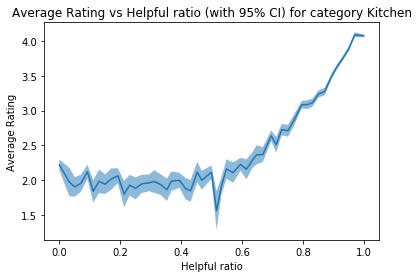 Average Rating vs Helpful ratio (with 95% CI) for category Kitchen
Average Rating
4.0
3.5
3.0
2.5
2.0
1.5
0.0 0.2 0.4 0.6 0.8 1.0
Helpful ratio